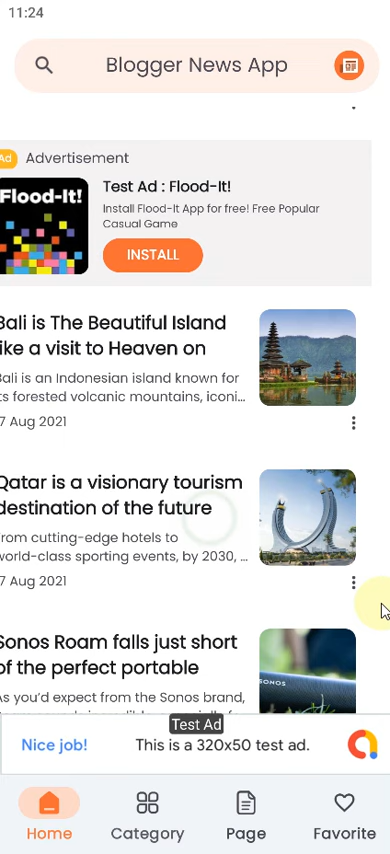 11:24
Blogger News App
Ad Advertisement
Flood-It!
Test Ad : Flood-It!
Install Flood-It App for free! Free Popular
Casual Game
INSTALL
Bali is The Beautiful Island
like a visit to Heaven on
Bali is an Indonesian island known for
its forested volcanic mountains, iconi...
7 Aug 2021
Qatar is a visionary tourism
destination of the future
From cutting-edge hotels to
world-class sporting events, by 2030, ...
7 Aug 2021
Sonos Roam falls just short
of the perfect portable
As you'd expect from the Sonos brand,
SONOS
Test Ad
Nice job!
This is a 320x50 test ad.
Home
Category
Page
Favorite